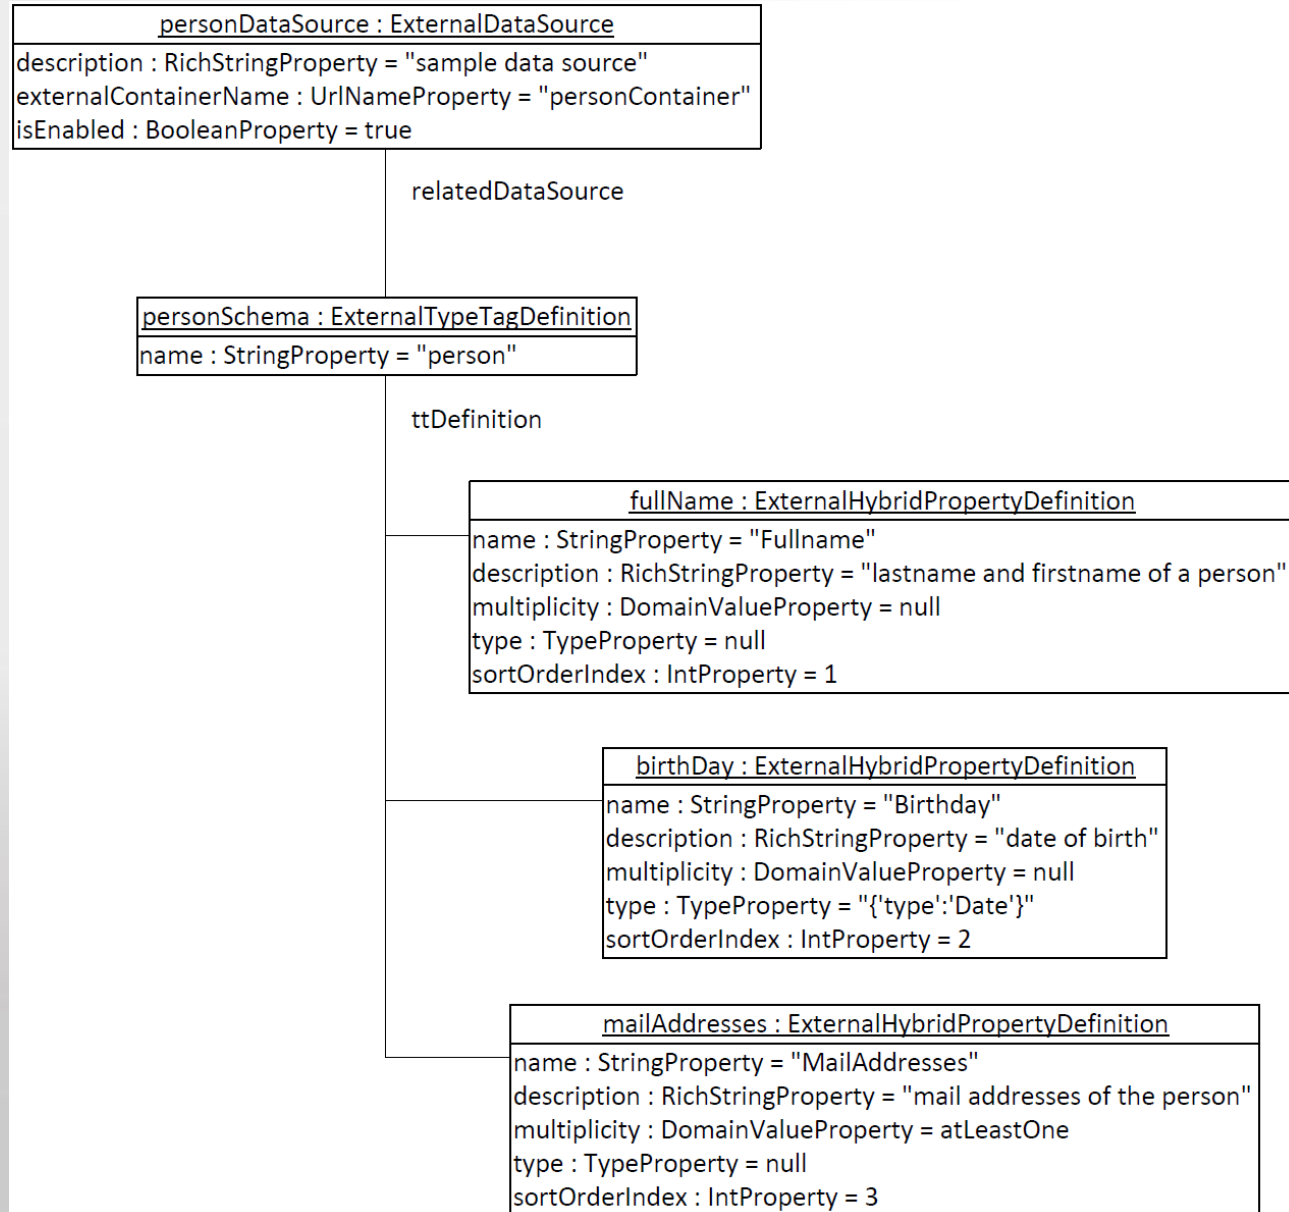 personDataSource : ExternalDataSource
description : RichStringProperty = "sample data source"
externalContainerName : UrlNameProperty = "personContainer"
isEnabled : BooleanProperty = true
relatedDataSource
personSchema : ExternalTypeTagDefinition
name : StringProperty = "person"
ttDefinition
fullName : ExternalHybridPropertyDefinition
name : StringProperty = "Fullname"
description : RichStringProperty = "lastname and firstname of a person"
multiplicity : DomainValueProperty = null
type : TypeProperty = null
sortOrderIndex : IntProperty = 1
birthDay : ExternalHybridPropertyDefinition
name : StringProperty = "Birthday"
description : RichStringProperty = "date of birth"
multiplicity : DomainValueProperty = null
type : TypeProperty = "{'type':'Date'}"
sortOrderIndex : IntProperty = 2
mailAddresses : ExternalHybridPropertyDefinition
name : StringProperty = "MailAddresses"
description : RichStringProperty = "mail addresses of the person"
multiplicity : DomainValueProperty = atLeastOne
type : TypeProperty = null
sortOrderIndex : IntProperty = 3